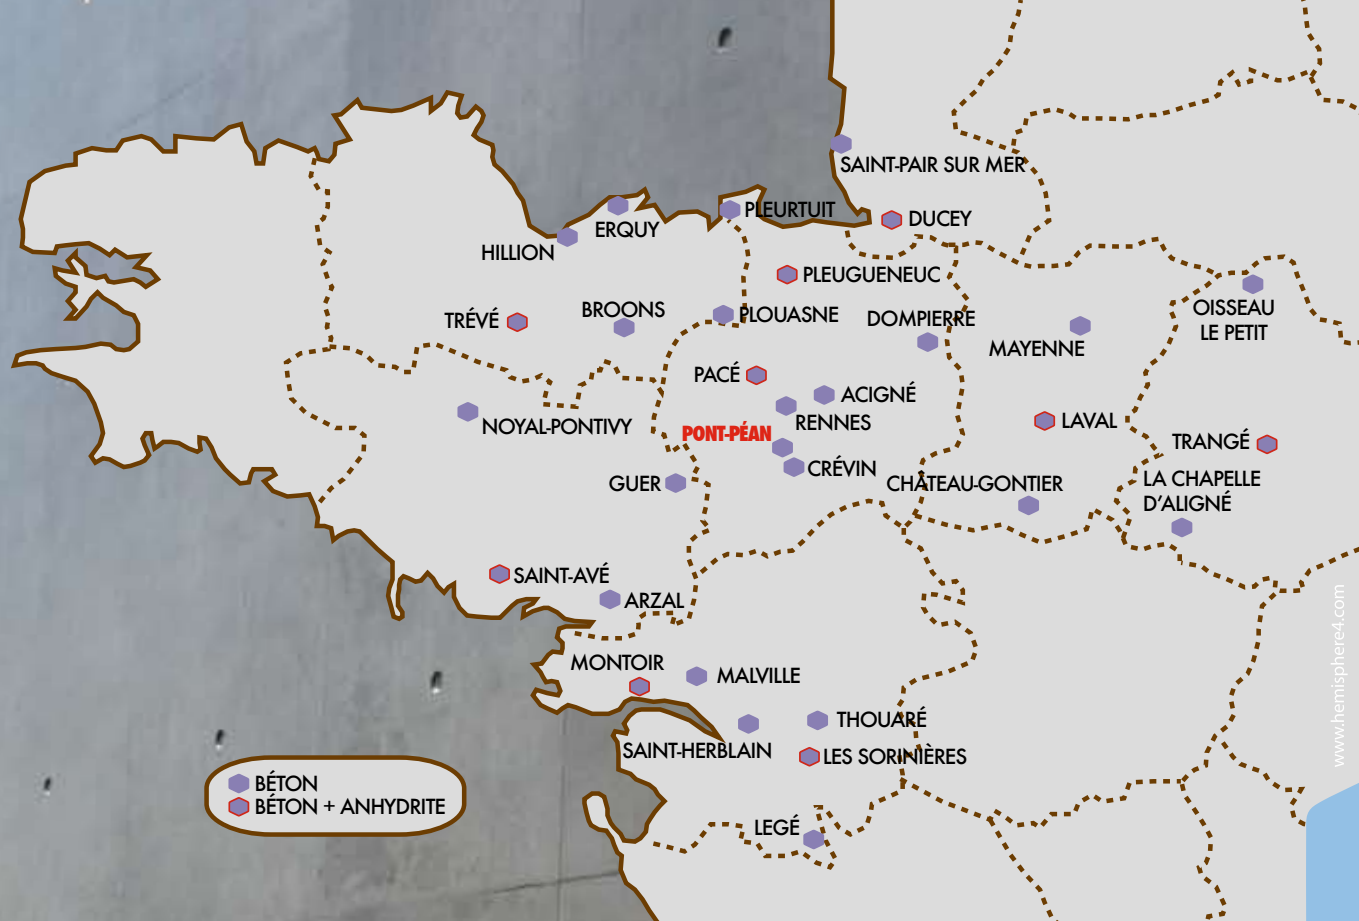 SAINT-PAIR SUR MER
PLEURTUIT
DUCEY
ERQUY
HILLION
PLEUGUENEUC
OISSEAU
LE PETIT
BROONS
PLOUASNE
DOMPIERRE
TRÉVÉ
MAYENNE
PACÉ
ACIGNÉ
NOYAL-PONTIVY
RENNES
LAVAL
PONT-PÉAN
TRANGÉ
CRÉVIN
GUER
CHÂTEAU-GONTIER
LA CHAPELLE
D'ALIGNÉ
SAINT-AVÉ
ARZAL
MONTOIR
MALVILLE
THOUARÉ
SAINT-HERBLAIN
LES SORINIÈRES
LEGÉ
BÉTON
BÉTON + ANHYDRITE
www.hemisphere4.com